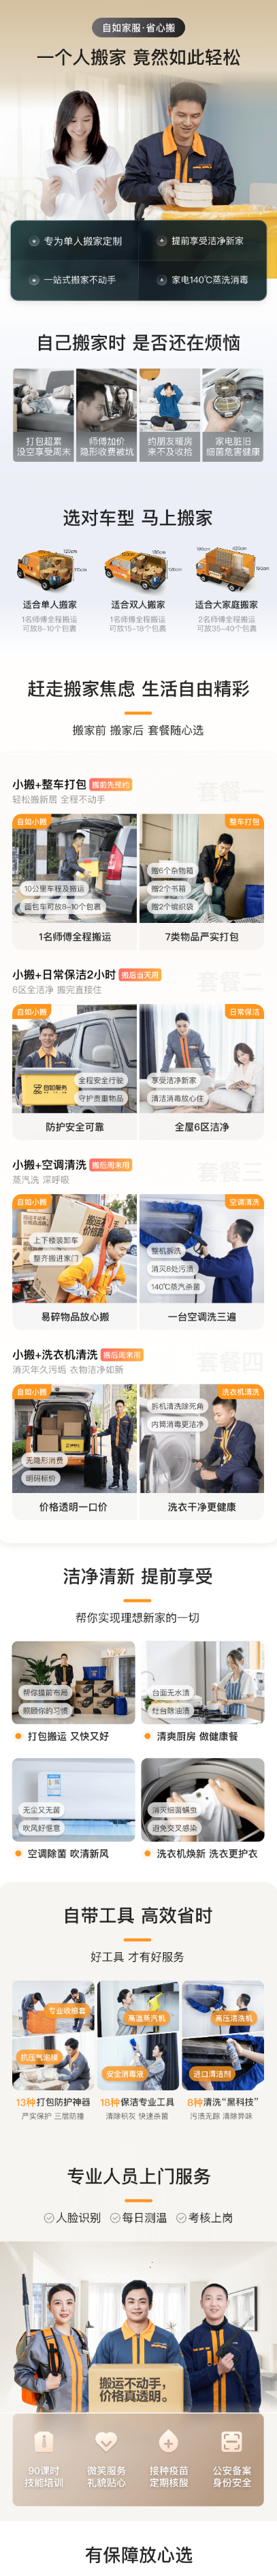 自如家服·省心搬
一个人搬家 竟然如此轻松
专为单人搬家定制
提前享受洁净新家
一站式搬家不动手
家电140℃蒸洗消毒
自己搬家时 是否还在烦恼
打包超累
没空享受周末
师傅加价
隐形收费被坑
约朋友暖房
来不及收拾
家电脏旧
细菌危害健康
选对车型 马上搬家
适合单人搬家
1名师傅全程搬运
可放8-10个包裹
适合双人搬家
1名师傅全程搬运
可放15-18个包裹
适合大家庭搬家
2名师傅全程搬运
可放35-40个包裹
赶走搬家焦虑 生活自由精彩
搬家前 搬家后 套餐随心选
小搬+整车打包 搬前先预约
套餐一
轻松搬新居 全程不动手
自如小搬
10公里车程及搬运
面包车可放8-10个包裹
1名师傅全程搬运
整车打包
赠6个杂物箱
赠2个书箱
赠2个编织袋
7类物品严实打包
小搬+日常保洁2小时 搬后当天用
套餐二
6区全洁净 搬完直接住
自如小搬
自如服务
全程安全行驶
守护贵重物品
防护安全可靠
日常保洁
享受洁净新家
清洁消毒放心住
全屋6区洁净
小搬+空调清洗 搬后周末用
套餐三
蒸汽洗 深呼吸
自如小搬
上下楼装卸车
整齐搬进家门
易碎物品放心搬
空调清洗
整机拆洗
消灭8处污渍
140℃蒸汽杀菌
一台空调洗三遍
小搬+洗衣机清洗 搬后周末用
套餐四
消灭年久污垢 衣物洁净如新
自如小搬
无隐形消费
明码标价
价格透明一口价
洗衣机清洗
拆机清洗除死角
内筒消毒更洁净
洗衣干净更健康
洁净清新 提前享受
帮你实现理想新家的一切
帮你提前布局
照顾你的习惯
打包搬运 又快又好
台面无水渍
灶台除油渍
清爽厨房 做健康餐
无尘又无菌
吹风好惬意
空调除菌 吹清新风
消灭细菌螨虫
避免交叉感染
洗衣机焕新 洗衣更护衣
自带工具 高效省时
好工具 才有好服务
专业收纳套
抗压气泡膜
13种打包防护神器
严实保护 三层防撞
高温蒸汽机
安全消毒液
18种保洁专业工具
清除积灰 快速杀菌
高压清洗机
进口清洁剂
8种清洗“黑科技”
污渍无踪 清除异味
专业人员上门服务
人脸识别 每日测温 考核上岗
搬运不动手，
价格真透明。
90课时
技能培训
微笑服务
礼貌贴心
接种疫苗
定期核酸
公安备案
身份安全
有保障放心选